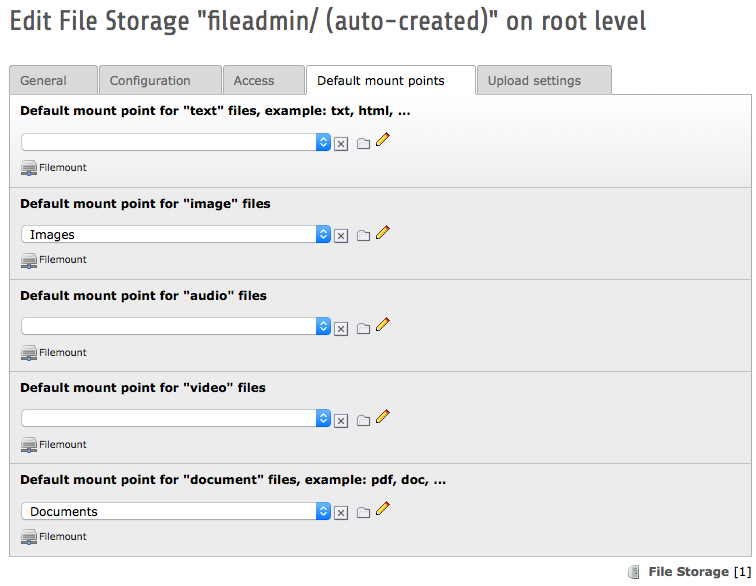 Edit File Storage "fileadmin/ (auto-created)" on root level
General Configuration Access Default mount points Upload settings
Default mount point for "text" files, example: txt, html, ...
Filemount
Default mount point for "image" files
Images
Filemount
Default mount point for "audio" files
Filemount
Default mount point for "video" files
Filemount
Default mount point for "document" files, example: pdf, doc, ...
Documents
Filemount
File Storage [1]